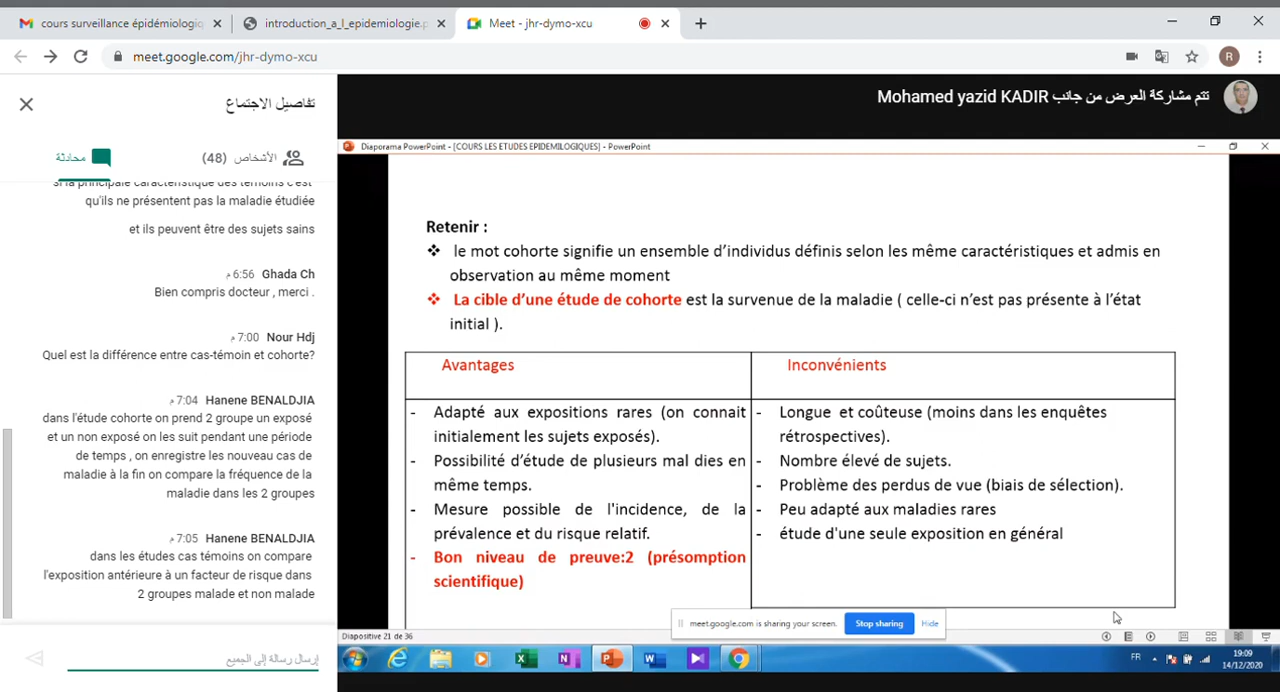 cours surveillance épidémiologiq
introduction_a_l_epidemiologie.p
Meet - jhr-dymo-xcu
meet.google.com/jhr-dymo-xcu
R
تفاصيل الاجتماع
الأشخاص (48)
محادثة
si la principale caractéristique des témoins c'est
qu'ils ne présentent pas la maladie étudiée
et ils peuvent être des sujets sains
6:56 م Ghada Ch
Bien compris docteur , merci .
7:00 م Nour Hdj
Quel est la différence entre cas-témoin et cohorte?
7:04 م Hanene BENALDJIA
dans l'étude cohorte on prend 2 groupe un exposé
et un non exposé on les suit pendant une période
de temps , on enregistre les nouveau cas de
maladie à la fin on compare la fréquence de la
maladie dans les 2 groupes
7:05 م Hanene BENALDJIA
dans les études cas témoins on compare
l'exposition antérieure à un facteur de risque dans
2 groupes malade et non malade
إرسال رسالة إلى الجميع
تتم مشاركة العرض من جانب Mohamed yazid KADIR
Diaporama PowerPoint - [COURS LES ETUDES EPIDEMILOGIQUES] - PowerPoint
Retenir :
❖ le mot cohorte signifie un ensemble d'individus définis selon les même caractéristiques et admis en
observation au même moment
❖ La cible d'une étude de cohorte est la survenue de la maladie ( celle-ci n'est pas présente à l'état
initial ).
Avantages
- Adapté aux expositions rares (on connait
initialement les sujets exposés).
- Possibilité d'étude de plusieurs mal dies en
même temps.
- Mesure possible de l'incidence, de la
prévalence et du risque relatif.
- Bon niveau de preuve:2 (présomption
scientifique)
Inconvénients
- Longue et coûteuse (moins dans les enquêtes
rétrospectives).
- Nombre élevé de sujets.
- Problème des perdus de vue (biais de sélection).
- Peu adapté aux maladies rares
- étude d'une seule exposition en général
meet.google.com is sharing your screen.
Stop sharing
Hide
Diapositive 21 de 36
FR
19:09
14/12/2020